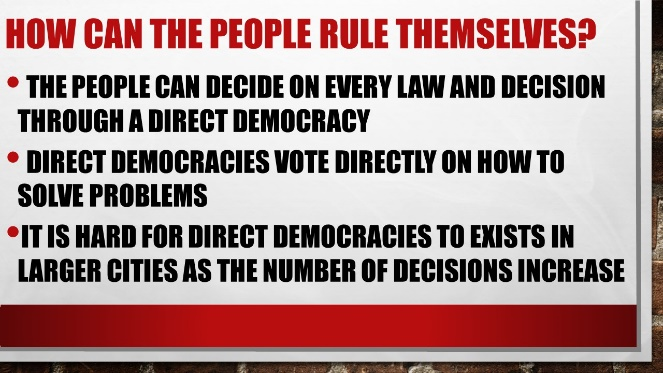 HOW CAN THE PEOPLE RULE THEMSELVES?
• THE PEOPLE CAN DECIDE ON EVERY LAW AND DECISION
THROUGH A DIRECT DEMOCRACY
• DIRECT DEMOCRACIES VOTE DIRECTLY ON HOW TO
SOLVE PROBLEMS
•IT IS HARD FOR DIRECT DEMOCRACIES TO EXISTS IN
LARGER CITIES AS THE NUMBER OF DECISIONS INCREASE